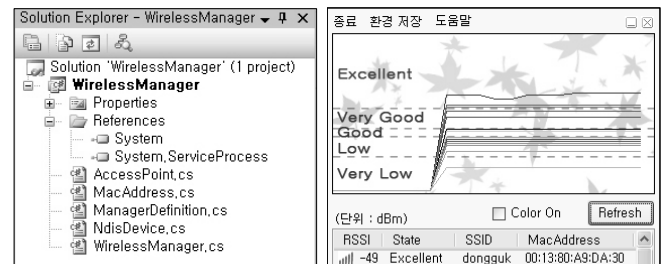 Solution Explorer - WirelessManager
Solution 'WirelessManager' (1 project)
WirelessManager
Properties
References
System
System,ServiceProcess
AccessPoint,cs
MacAddress,cs
ManagerDefinition,cs
NdisDevice,cs
WirelessManager,cs
종료 환경 저장 도움말
Excellent
Very Good
Good
Low
Very Low
(단위 : dBm) Color On Refresh
RSSI State SSID MacAddress
-49 Excellent dongguk 00:13:80:A9:DA:30